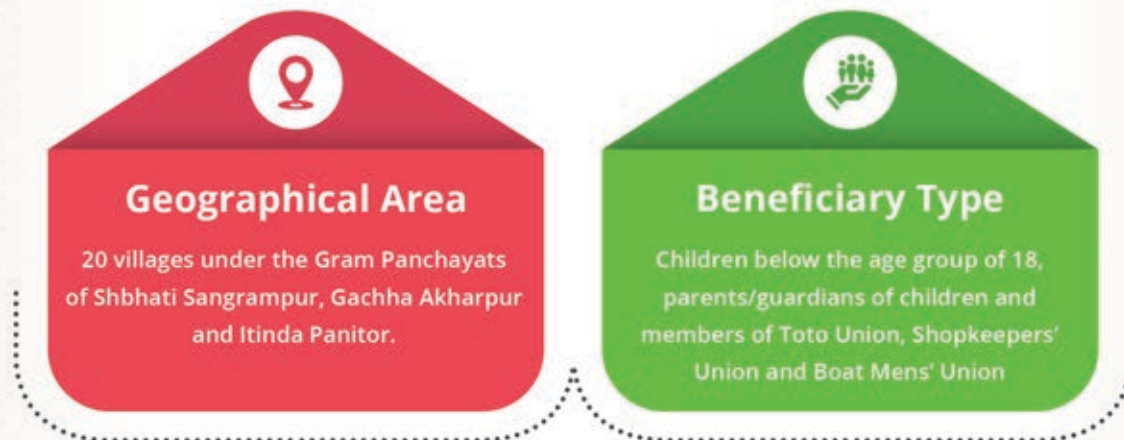 Geographical Area
20 villages under the Gram Panchayats
of Shbhati Sangrampur, Gachha Akharpur
and Itinda Panitor.
Beneficiary Type
Children below the age group of 18,
parents/guardians of children and
members of Toto Union, Shopkeepers’
Union and Boat Mens’ Union